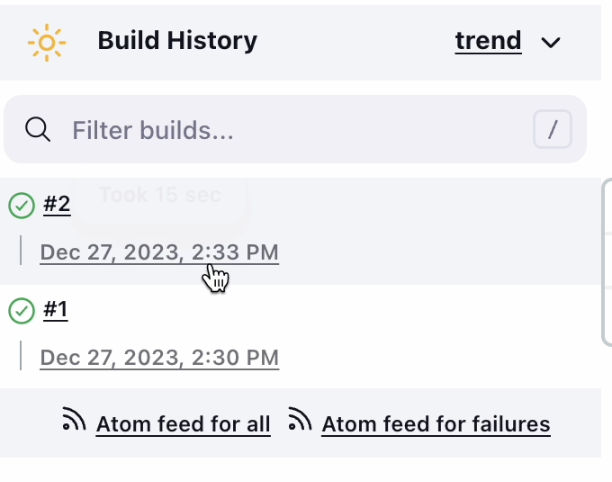 Build History trend
Filter builds... /
Took 15 sec
#2
Dec 27, 2023, 2:33 PM
#1
Dec 27, 2023, 2:30 PM
Atom feed for all Atom feed for failures